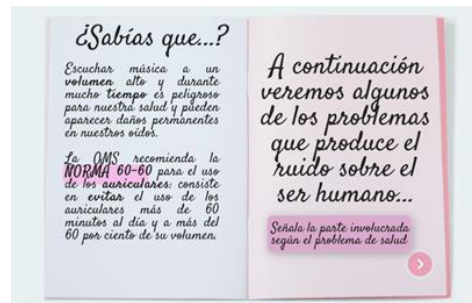 ¿Sabías que...?
Escuchar música a un
volumen alto y durante
mucho tiempo es peligroso
para nuestra salud y pueden
aparecer daños permanentes
en nuestros oídos.
La OMS recomienda la
NORMA 60-60 para el uso
de los auriculares: consiste
en evitar el uso de los
auriculares más de 60
minutos al día y a más del
60 por ciento de su volumen.
A continuación
veremos algunos
de los problemas
que produce el
ruido sobre el
ser humano...
Señala la parte involucrada
según el problema de salud